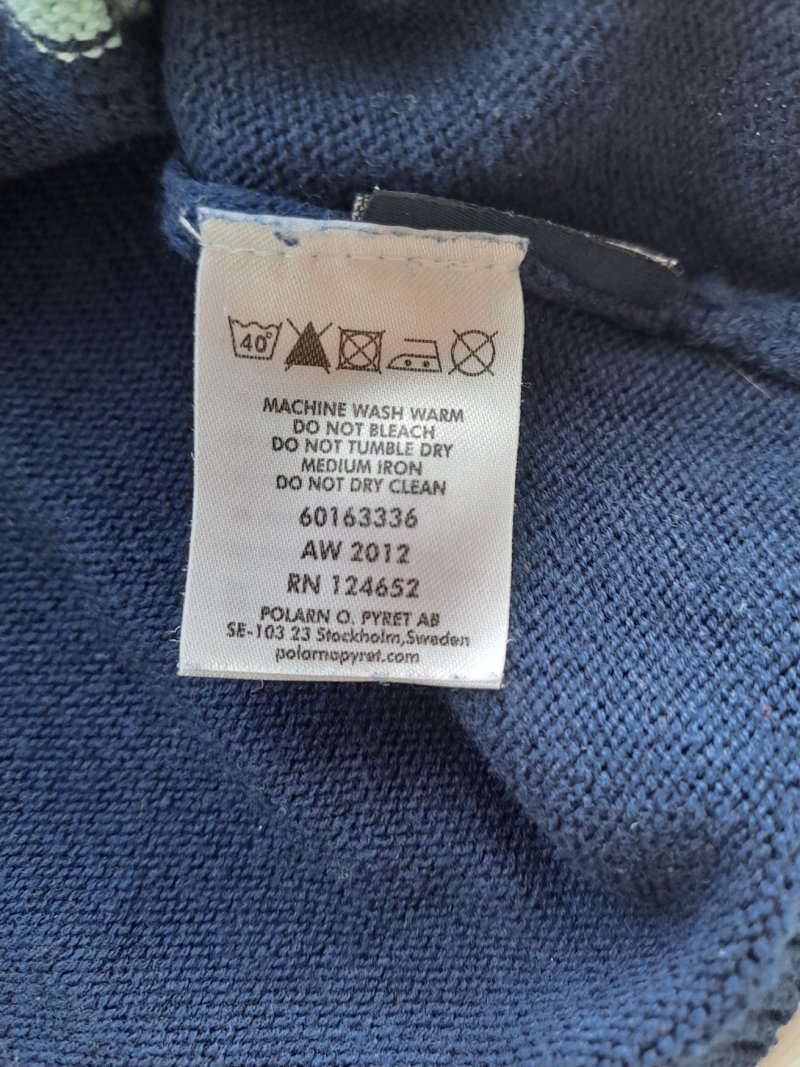 40°
MACHINE WASH WARM
DO NOT BLEACH
DO NOT TUMBLE DRY
MEDIUM IRON
DO NOT DRY CLEAN
60163336
AW 2012
RN 124652
POLARN O. PYRET AB
SE-103 23 Stockholm,Sweden
polarnopyret.com